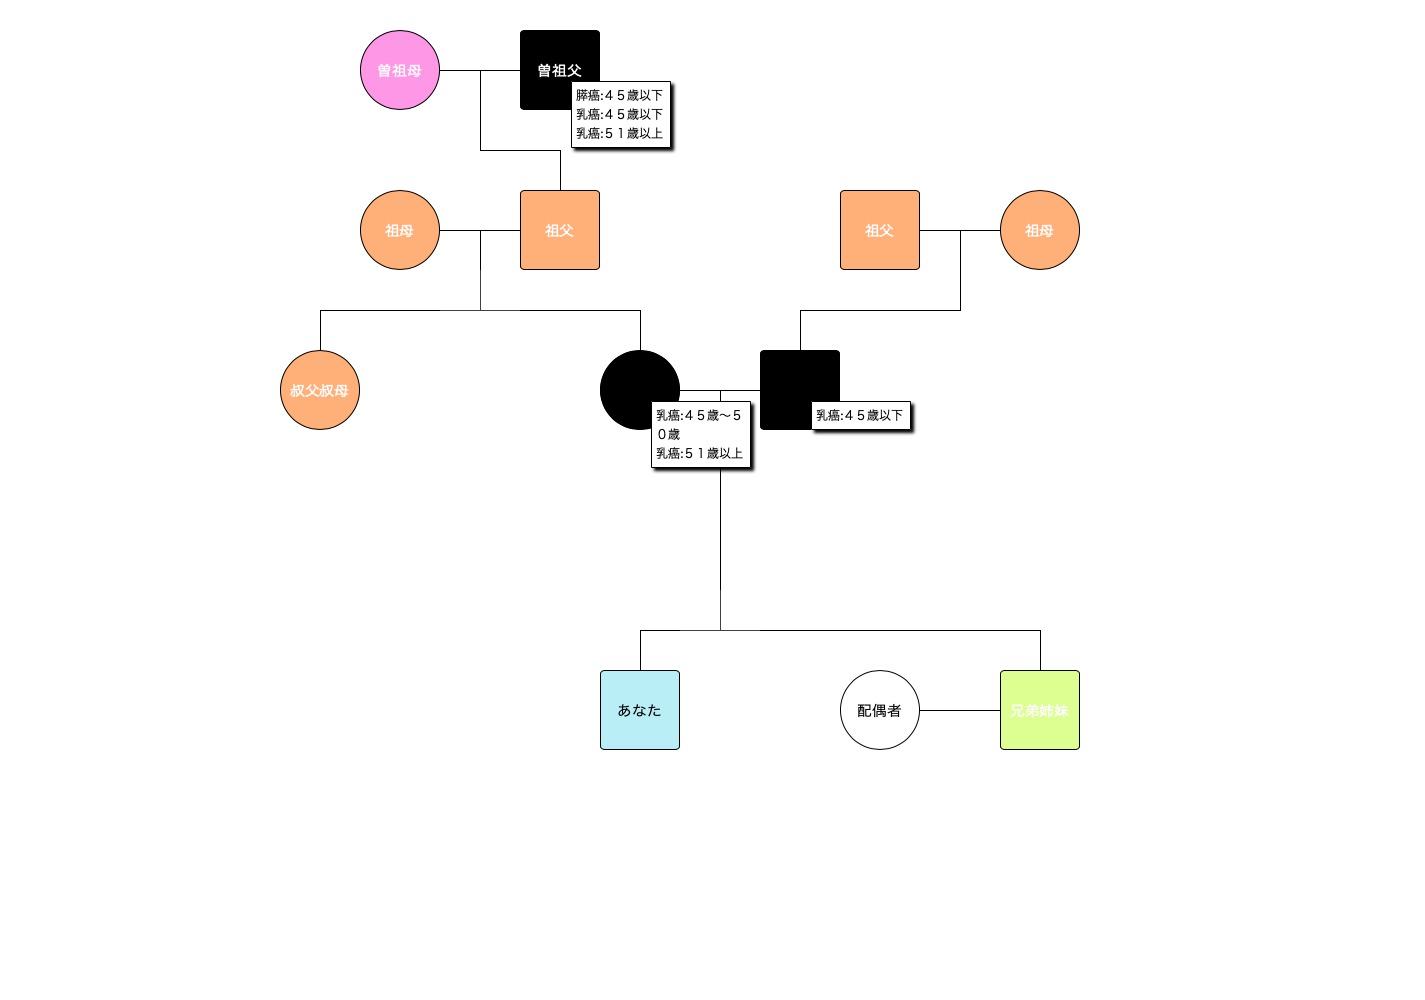 曽祖母
曽祖父
膵癌:４５歳以下
乳癌:４５歳以下
乳癌:５１歳以上
祖母
祖父
祖父
祖母
叔父叔母
乳癌:４５歳～５
０歳
乳癌:５１歳以上
乳癌:４５歳以下
あなた
配偶者
兄弟姉妹